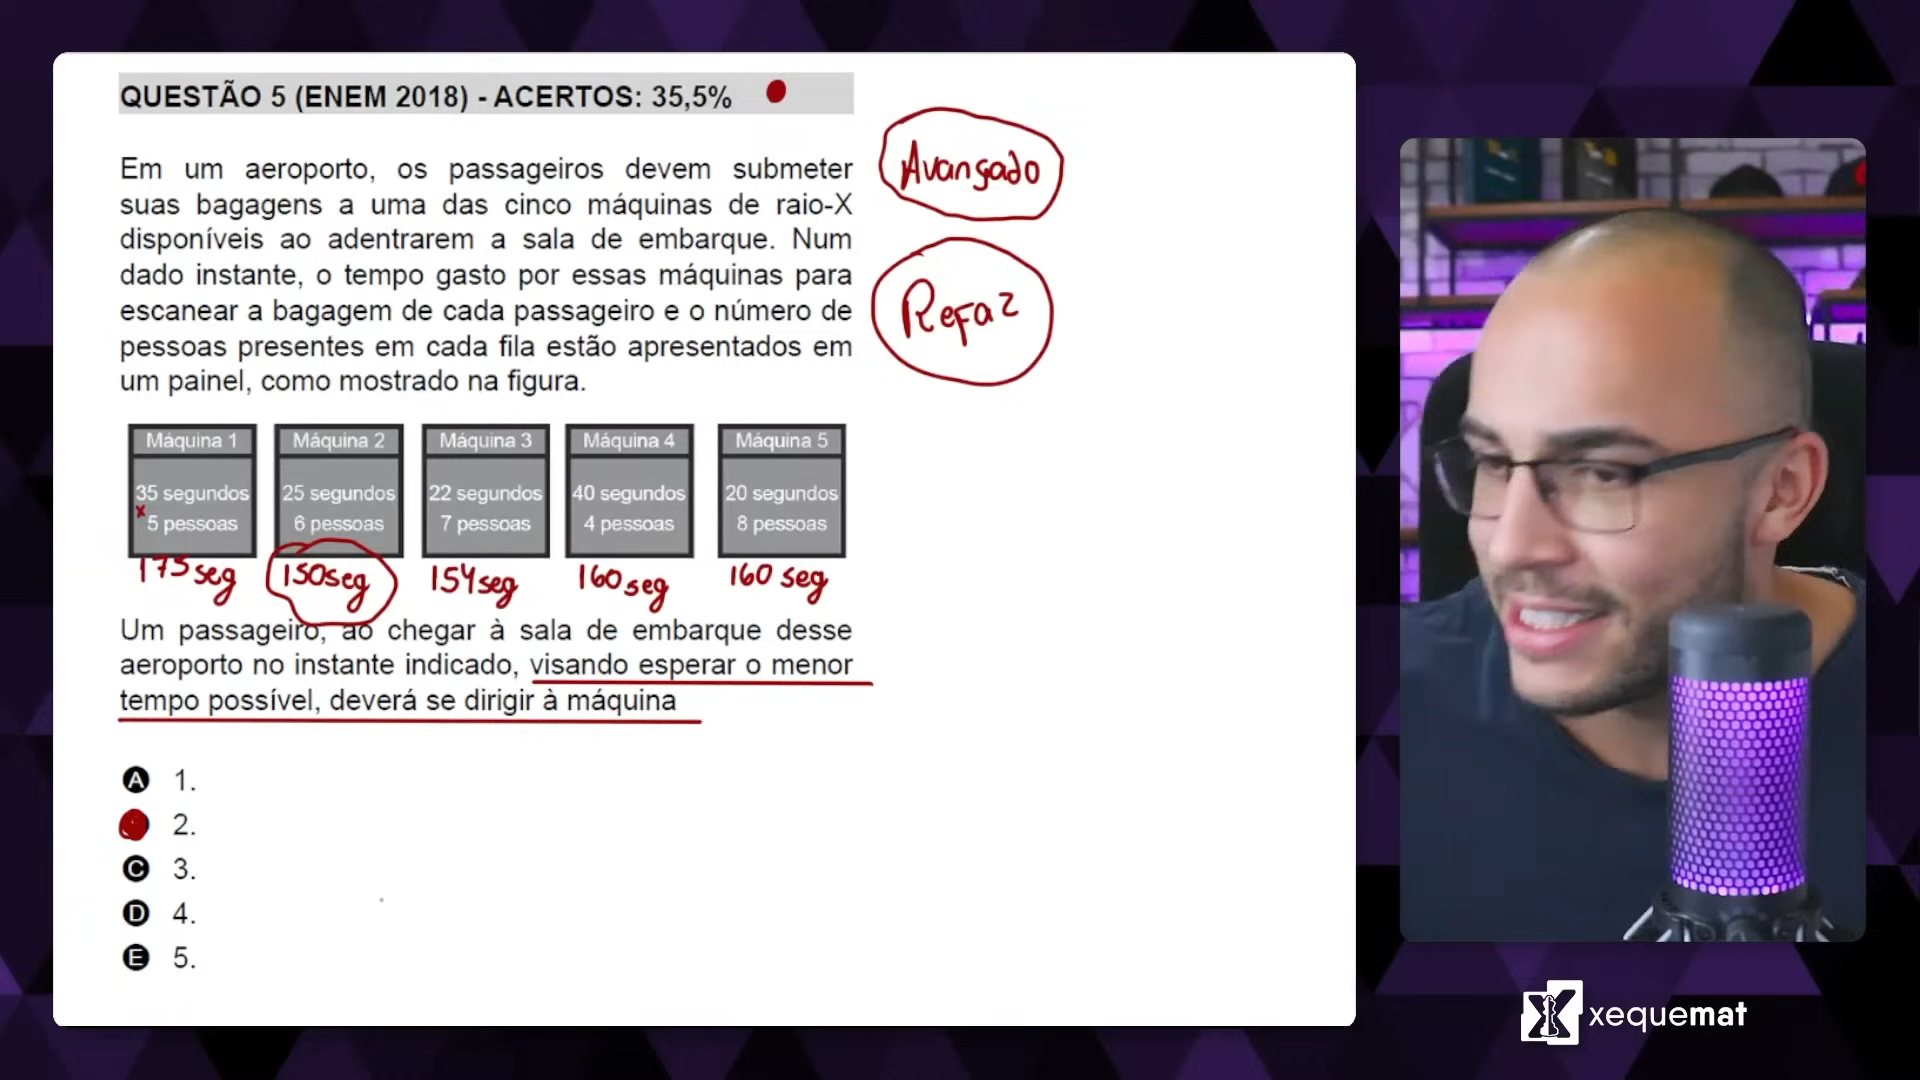 QUESTÃO 5 (ENEM 2018) - ACERTOS: 35,5%
Avançado
Refaz
Em um aeroporto, os passageiros devem submeter
suas bagagens a uma das cinco máquinas de raio-X
disponíveis ao adentrarem a sala de embarque. Num
dado instante, o tempo gasto por essas máquinas para
escanear a bagagem de cada passageiro e o número de
pessoas presentes em cada fila estão apresentados em
um painel, como mostrado na figura.
Máquina 1 Máquina 2 Máquina 3 Máquina 4 Máquina 5
35 segundos 25 segundos 22 segundos 40 segundos 20 segundos
x 5 pessoas 6 pessoas 7 pessoas 4 pessoas 8 pessoas
175 seg 150seg 154seg 160 seg 160 seg
Um passageiro, ao chegar à sala de embarque desse
aeroporto no instante indicado, visando esperar o menor
tempo possível, deverá se dirigir à máquina
A 1.
2.
C 3.
D 4.
E 5.
xequemat